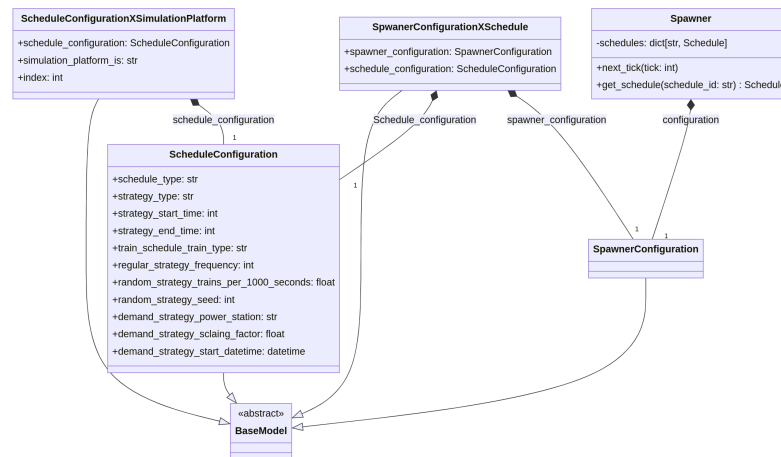 ScheduleConfigurationXSimulationPlatform
+schedule_configuration: ScheduleConfiguration
+simulation_platform_is: str
+index: int
SpwanerConfigurationXSchedule
+spawner_configuration: SpawnerConfiguration
+schedule_configuration: ScheduleConfiguration
Spawner
-schedules: dict[str, Schedule]
+next_tick(tick: int)
+get_schedule(schedule_id: str) : Schedule
schedule_configuration
Schedule_configuration
spawner_configuration
configuration
1
1
1
1
ScheduleConfiguration
+schedule_type: str
+strategy_type: str
+strategy_start_time: int
+strategy_end_time: int
+train_schedule_train_type: str
+regular_strategy_frequency: int
+random_strategy_trains_per_1000_seconds: float
+random_strategy_seed: int
+demand_strategy_power_station: str
+demand_strategy_sclaing_factor: float
+demand_strategy_start_datetime: datetime
SpawnerConfiguration
«abstract»
BaseModel